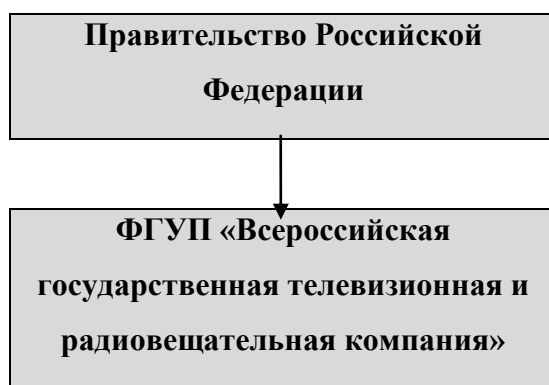 Правительство Российской
Федерации
ФГУП «Всероссийская
государственная телевизионная и
радиовещательная компания»